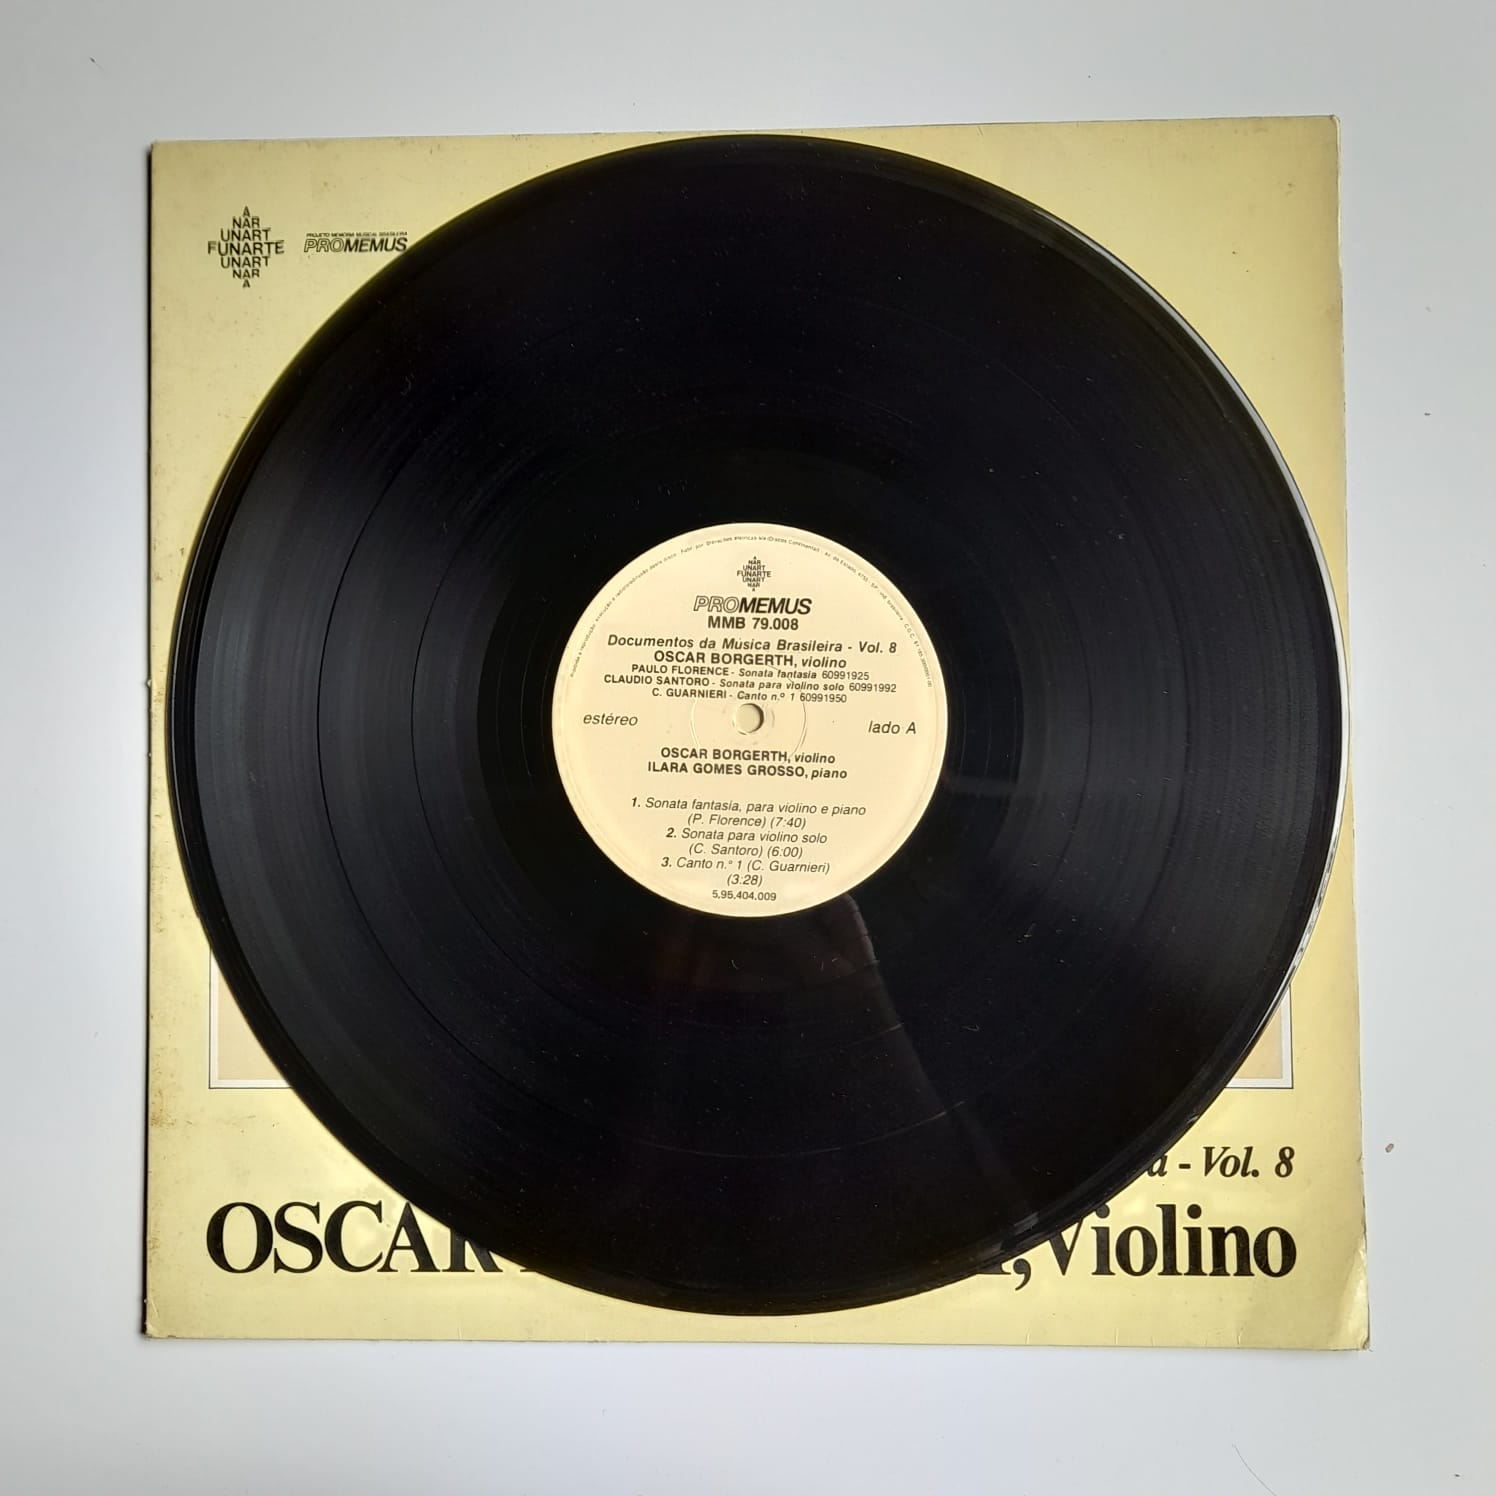 A
NAR
UNART
FUNARTE
UNART
NAR
A
PROJETO MEMÓRIA MUSICAL BRASILEIRA
PROMEMUS
A
NAR
UNART
FUNARTE
UNART
NAR
A
PROMEMUS
MMB 79.008
Documentos da Música Brasileira - Vol. 8
OSCAR BORGERTH, violino
PAULO FLORENCE - Sonata fantasia 60991925
CLAUDIO SANTORO - Sonata para violino solo 60991992
C. GUARNIERI - Canto n.º 1 60991950
estéreo
lado A
OSCAR BORGERTH, violino
ILARA GOMES GROSSO, piano
1. Sonata fantasia, para violino e piano
(P. Florence) (7:40)
2. Sonata para violino solo
(C. Santoro) (6:00)
3. Canto n.º 1 (C. Guarnieri)
(3:28)
5.95.404.009
a - Vol. 8
OSCAR , Violino